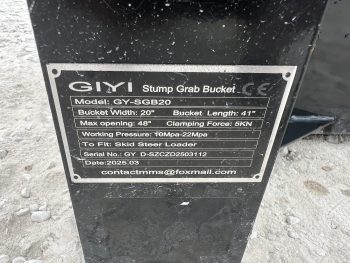 GIYI Stump Grab Bucket CE
Model: GY-SGB20
Bucket Width: 20" Bucket Length: 41"
Max opening: 48" Clamping Force: 5KN
Working Pressure: 10Mpa-22Mpa
To Fit: Skid Steer Loader
Serial No.: GY D-SZCZD2503112
Date:2025.03
contactmms@foxmail.com